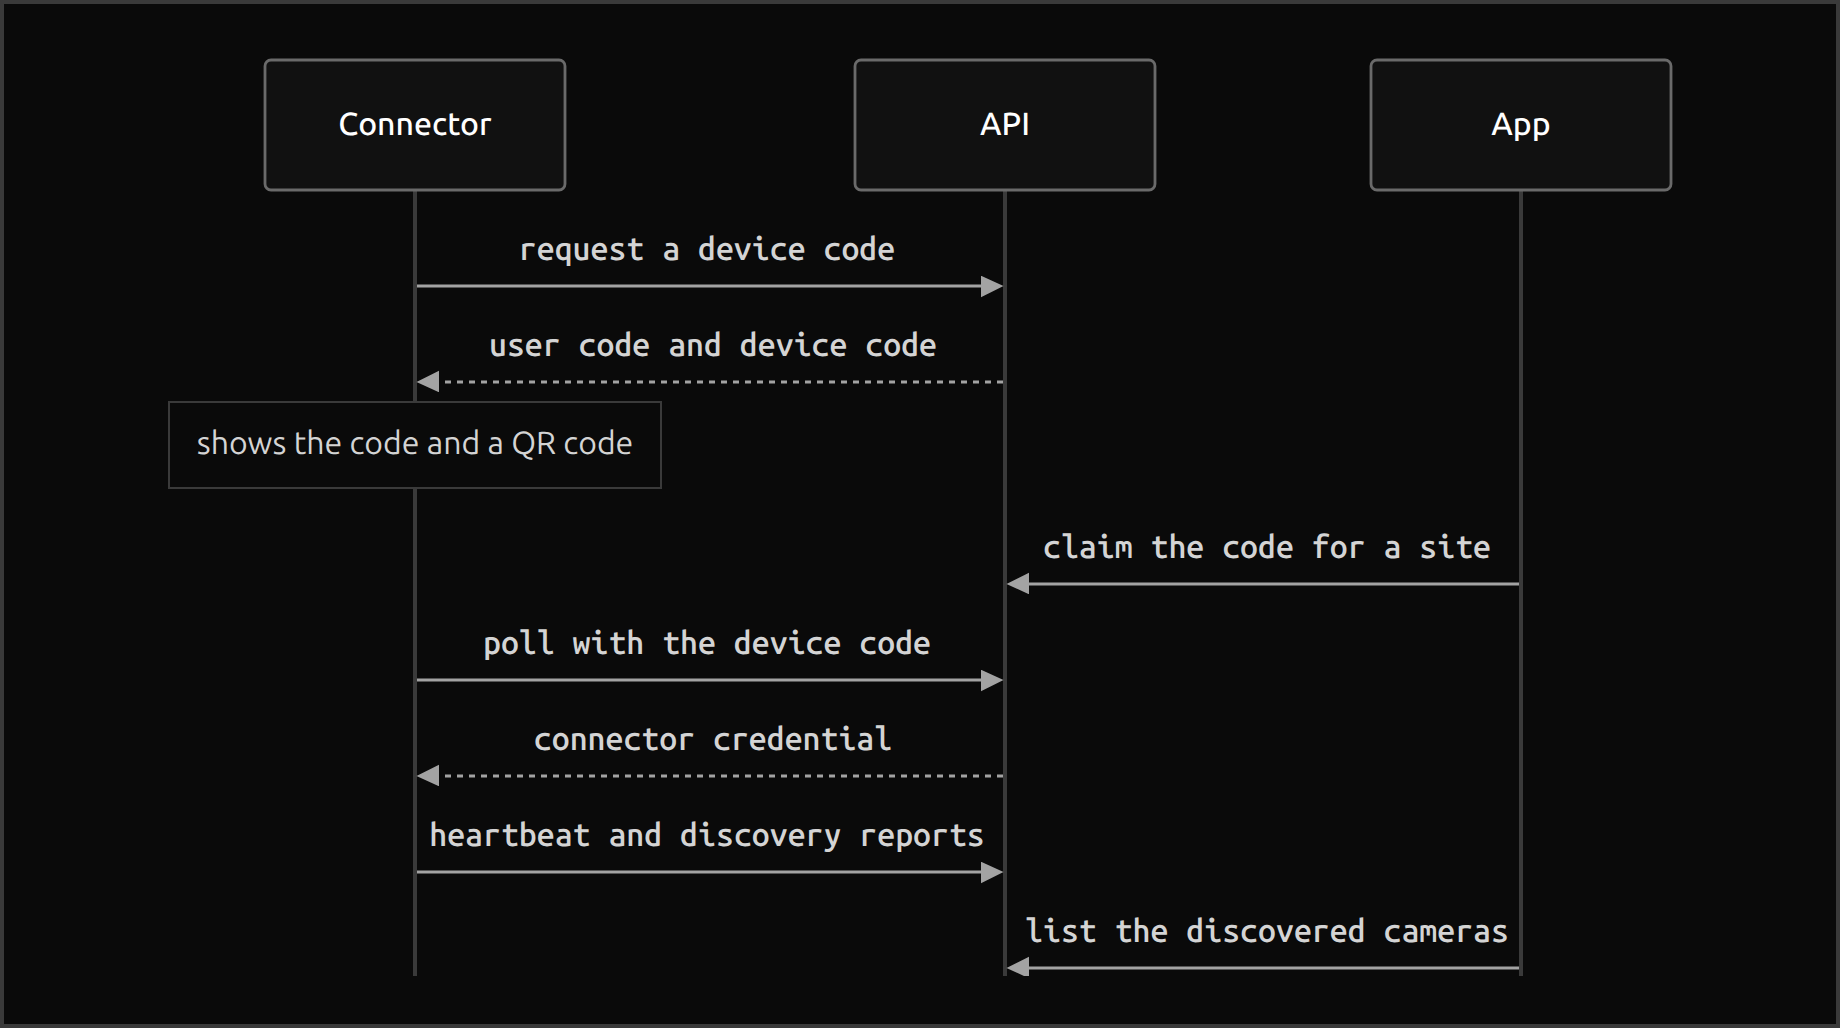 Connector
API
App
request a device code
user code and device code
shows the code and a QR code
claim the code for a site
poll with the device code
connector credential
heartbeat and discovery reports
list the discovered cameras